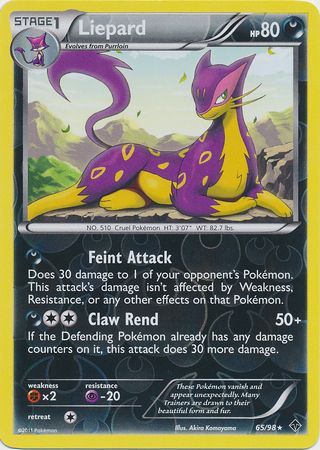 STAGE1
Liepard
HP80
Evolves from Purrloin
NO. 510 Cruel Pokémon HT: 3'07" WT: 82.7 lbs.
Feint Attack
Does 30 damage to 1 of your opponent's Pokémon.
This attack's damage isn't affected by Weakness,
Resistance, or any other effects on that Pokémon.
Claw Rend 50+
If the Defending Pokémon already has any damage
counters on it, this attack does 30 more damage.
weakness
×2
resistance
-20
retreat
These Pokémon vanish and
appear unexpectedly. Many
Trainers are drawn to their
beautiful form and fur.
Illus. Akira Komayama
65/98★
©2011 Pokémon